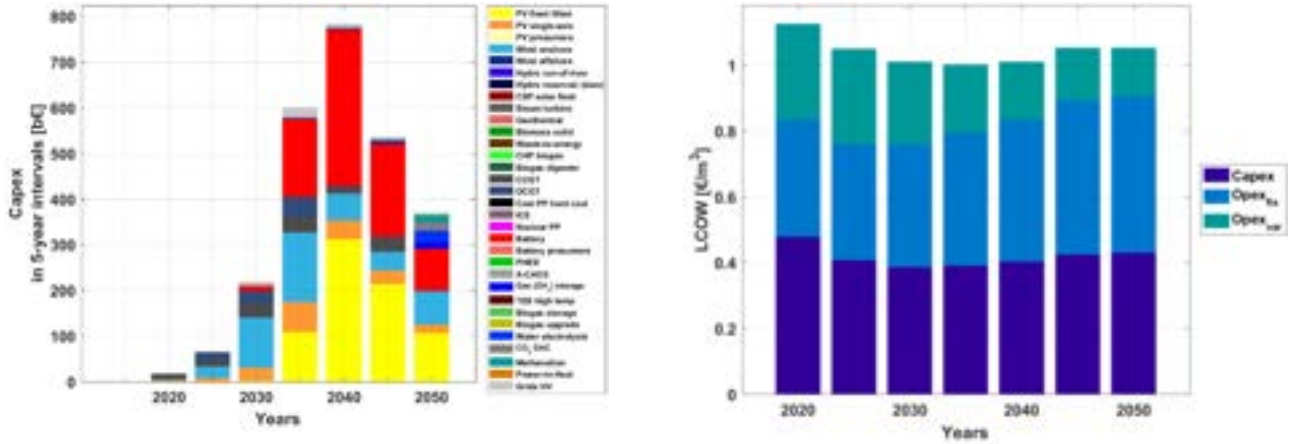 Capex
in 5-year intervals [b€]
800
700
600
500
400
300
200
100
0
2020
2030
2040
2050
Years
PV fixed tilted
PV single-axis
PV prosumers
Wind onshore
Wind offshore
Hydro run-of-river
Hydro reservoir (dam)
CSP solar field
Steam turbine
Geothermal
Biomass solid
Waste-to-energy
CHP biogas
Biogas digester
CCGT
OCGT
Coal PP hard coal
ICE
Nuclear PP
Battery
Battery prosumers
PHES
A-CAES
Gas (CH4) storage
TES High temp
Biogas storage
Biogas upgrade
Water electrolysis
CO2 DAC
Methanation
Power-to-Heat
Grids HV
LCOW [€/m³]
1
0.8
0.6
0.4
0.2
0
2020
2030
2040
2050
Years
Capex
Opex fix
Opex var